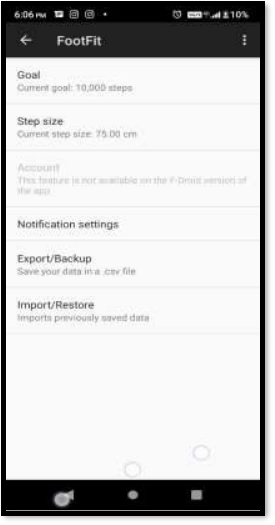 6:06 PM 10%
FootFit
Goal
Current goal: 10,000 steps
Step size
Current step size: 75.00 cm
Account
This feature is not available on the F-Droid version of
the app
Notification settings
Export/Backup
Save your data in a .csv file
Import/Restore
Imports previously saved data